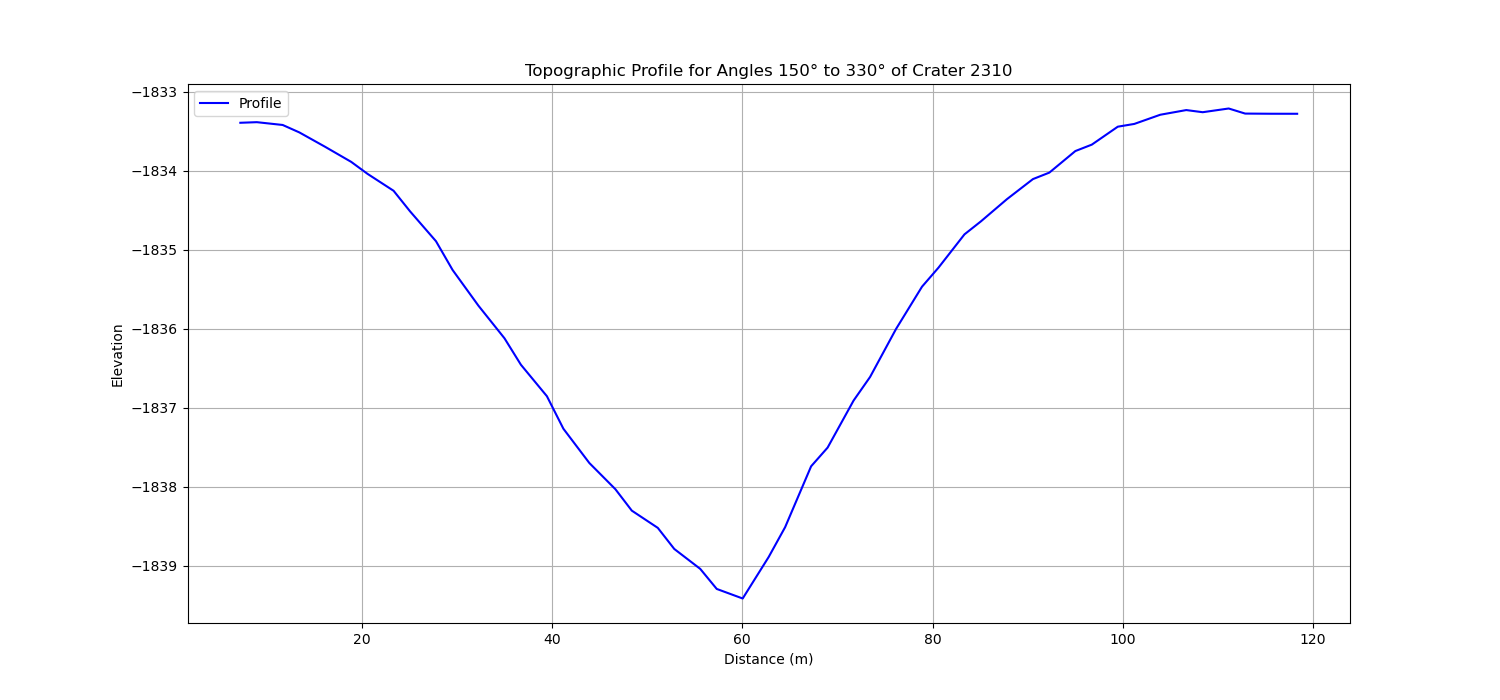 Topographic Profile for Angles 150° to 330° of Crater 2310
Profile
−1833
−1834
−1835
−1836
−1837
−1838
−1839
Elevation
20 40 60 80 100 120
Distance (m)